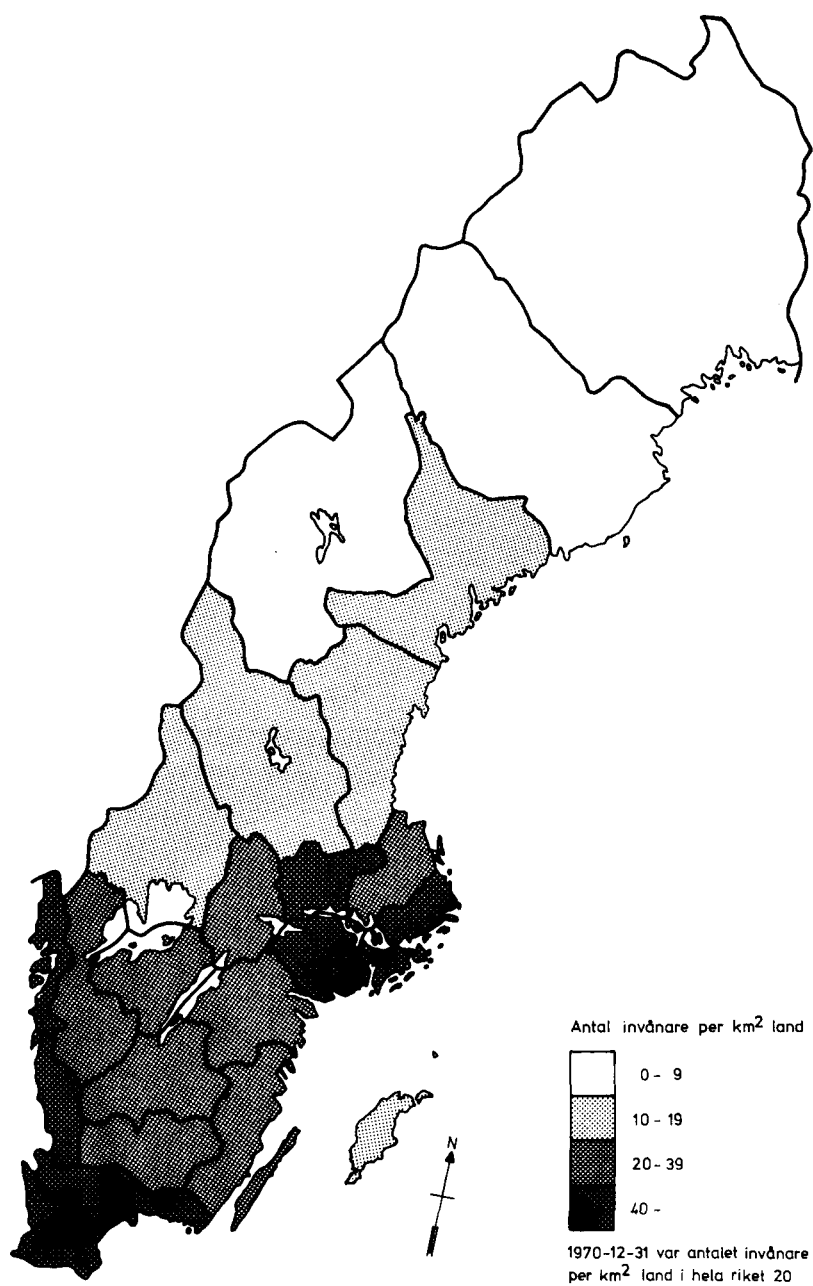 N
Antal invånare per km² land
0 - 9
10 - 19
20 - 39
40 -
1970-12-31 var antalet invånare
per km² land i hela riket 20